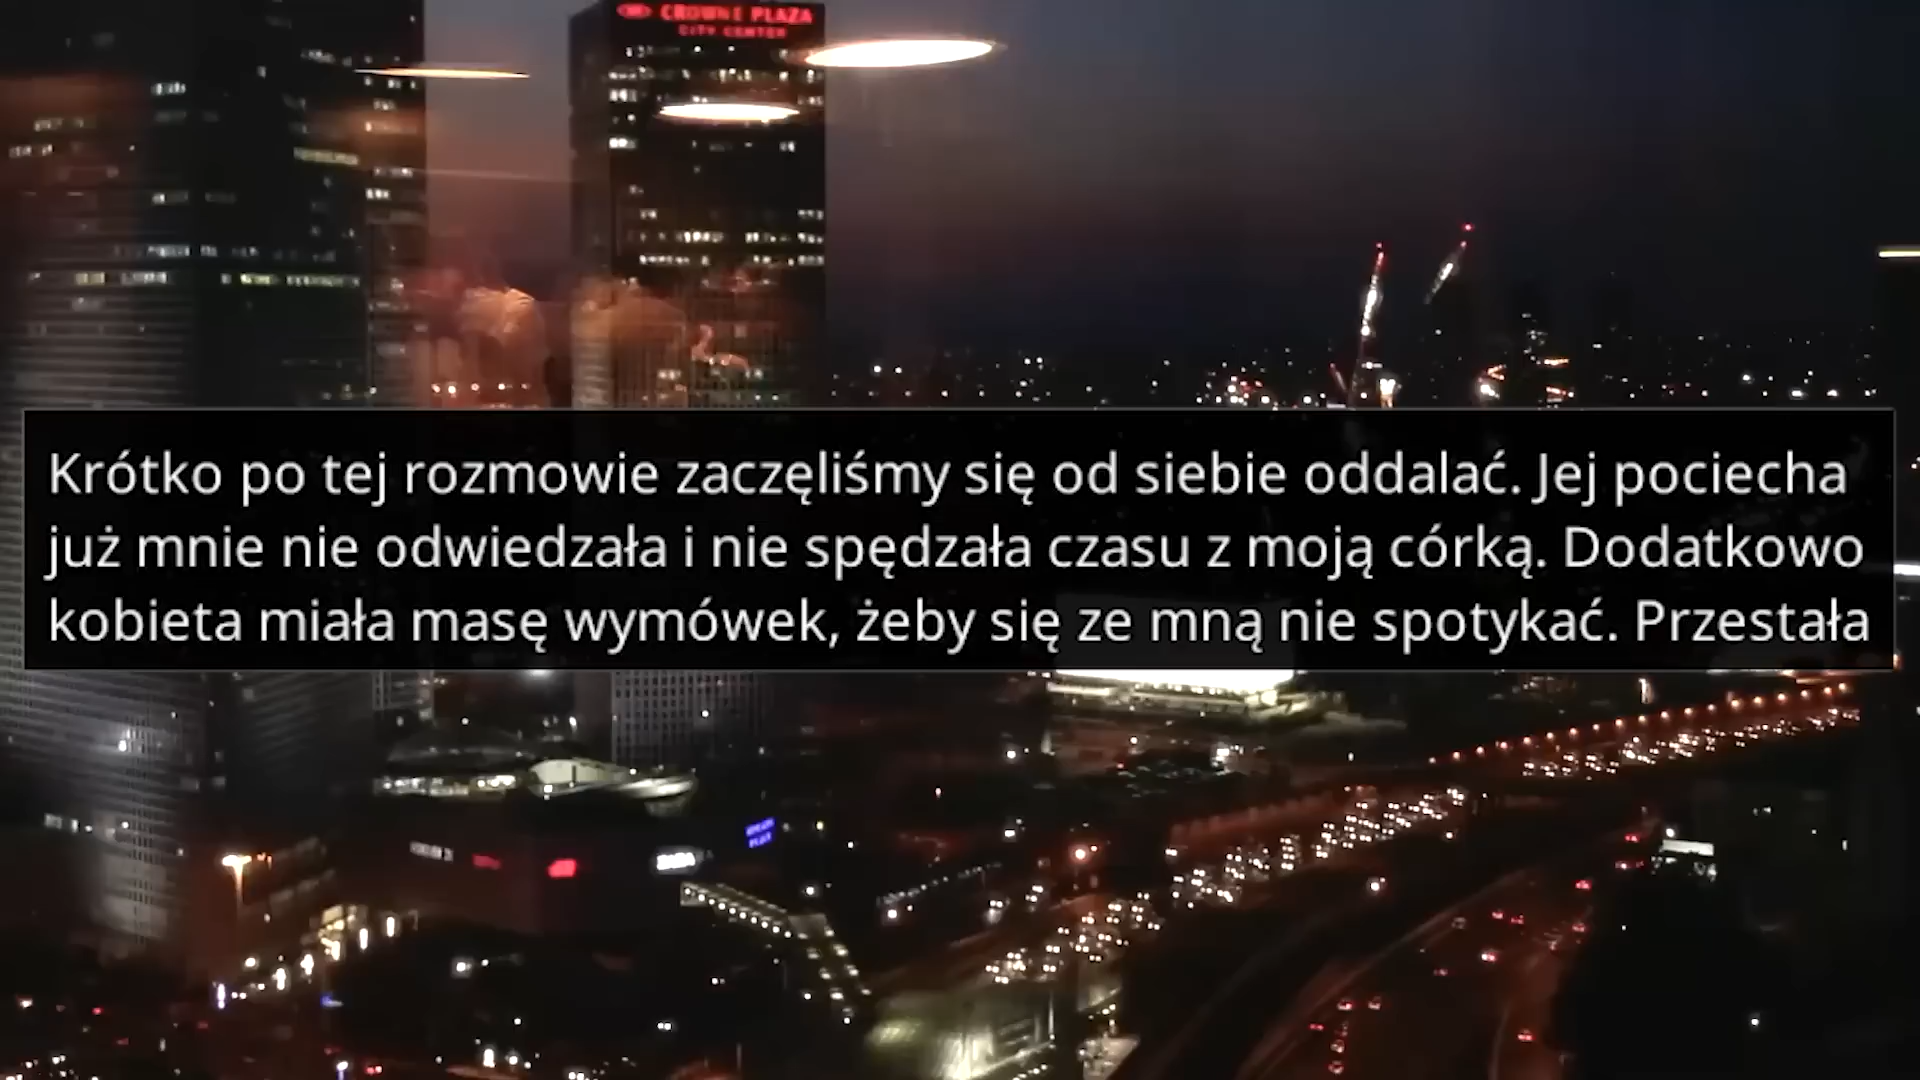 CROWNE PLAZA
CITY CENTER
Krótko po tej rozmowie zaczęliśmy się od siebie oddalać. Jej pociecha
już mnie nie odwiedzała i nie spędzała czasu z moją córką. Dodatkowo
kobieta miała masę wymówek, żeby się ze mną nie spotykać. Przestała